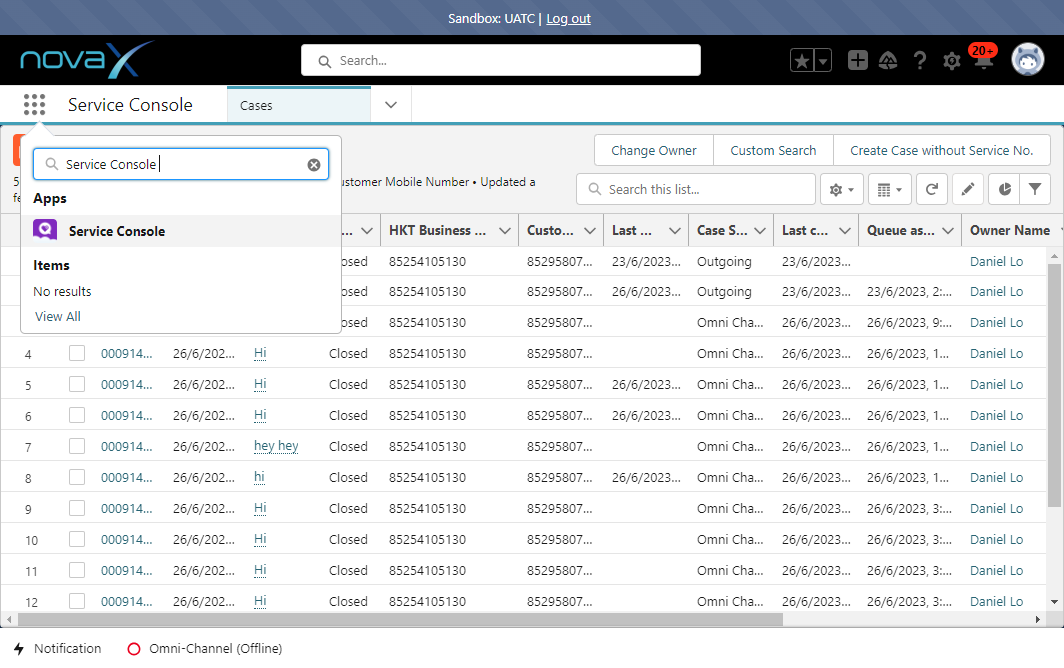 Sandbox: UATC | Log out
novaX
Search...
20+
Service Console
Cases
Service Console
Apps
Service Console
Items
No results
View All
Change Owner
Custom Search
Create Case without Service No.
5
ustomer Mobile Number • Updated a
fe
Search this list...
HKT Business ... Custo... Last ... Case S... Last c... Queue as... Owner Name
osed 85254105130 85295807... 23/6/2023... Outgoing 23/6/2023... Daniel Lo
osed 85254105130 85295807... 26/6/2023... Outgoing 23/6/2023... 23/6/2023, 2:... Daniel Lo
osed 85254105130 85295807... Omni Cha... 26/6/2023... 26/6/2023, 9:... Daniel Lo
4 000914... 26/6/202... Hi Closed 85254105130 85295807... Omni Cha... 26/6/2023... 26/6/2023, 1... Daniel Lo
5 000914... 26/6/202... Hi Closed 85254105130 85295807... 26/6/2023... Omni Cha... 26/6/2023... 26/6/2023, 1... Daniel Lo
6 000914... 26/6/202... Hi Closed 85254105130 85295807... 26/6/2023... Omni Cha... 26/6/2023... 26/6/2023, 1... Daniel Lo
7 000914... 26/6/202... hey hey Closed 85254105130 85295807... Omni Cha... 26/6/2023... 26/6/2023, 1... Daniel Lo
8 000914... 26/6/202... hi Closed 85254105130 85295807... 26/6/2023... Omni Cha... 26/6/2023... 26/6/2023, 1... Daniel Lo
9 000914... 26/6/202... Hi Closed 85254105130 85295807... Omni Cha... 26/6/2023... 26/6/2023, 3:... Daniel Lo
10 000914... 26/6/202... Hi Closed 85254105130 85295807... Omni Cha... 26/6/2023... 26/6/2023, 3:... Daniel Lo
11 000914... 26/6/202... Hi Closed 85254105130 85295807... Omni Cha... 26/6/2023... 26/6/2023, 3:... Daniel Lo
12 000914... 26/6/202... Hi Closed 85254105130 85295807... Omni Cha... 26/6/2023... 26/6/2023, 3:... Daniel Lo
Notification
Omni-Channel (Offline)